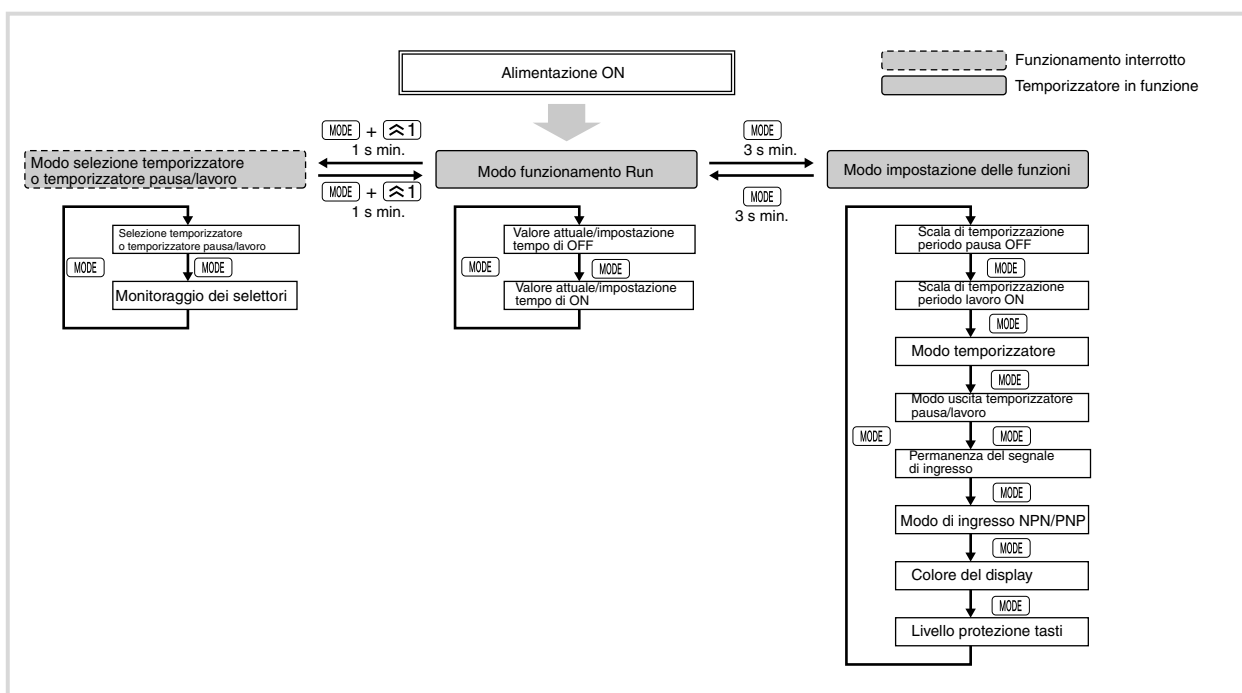 Alimentazione ON
Funzionamento interrotto
Temporizzatore in funzione
MODE + 1
1 s min.
MODE + 1
1 s min.
MODE
3 s min.
MODE
3 s min.
Modo selezione temporizzatore
o temporizzatore pausa/lavoro
Modo funzionamento Run
Modo impostazione delle funzioni
Selezione temporizzatore
o temporizzatore pausa/lavoro
MODE
MODE
Monitoraggio dei selettori
Valore attuale/impostazione
tempo di OFF
MODE
MODE
Valore attuale/impostazione
tempo di ON
Scala di temporizzazione
periodo pausa OFF
MODE
Scala di temporizzazione
periodo lavoro ON
MODE
Modo temporizzatore
MODE
Modo uscita temporizzatore
pausa/lavoro
MODE
MODE
Permanenza del segnale
di ingresso
MODE
Modo di ingresso NPN/PNP
MODE
Colore del display
MODE
Livello protezione tasti